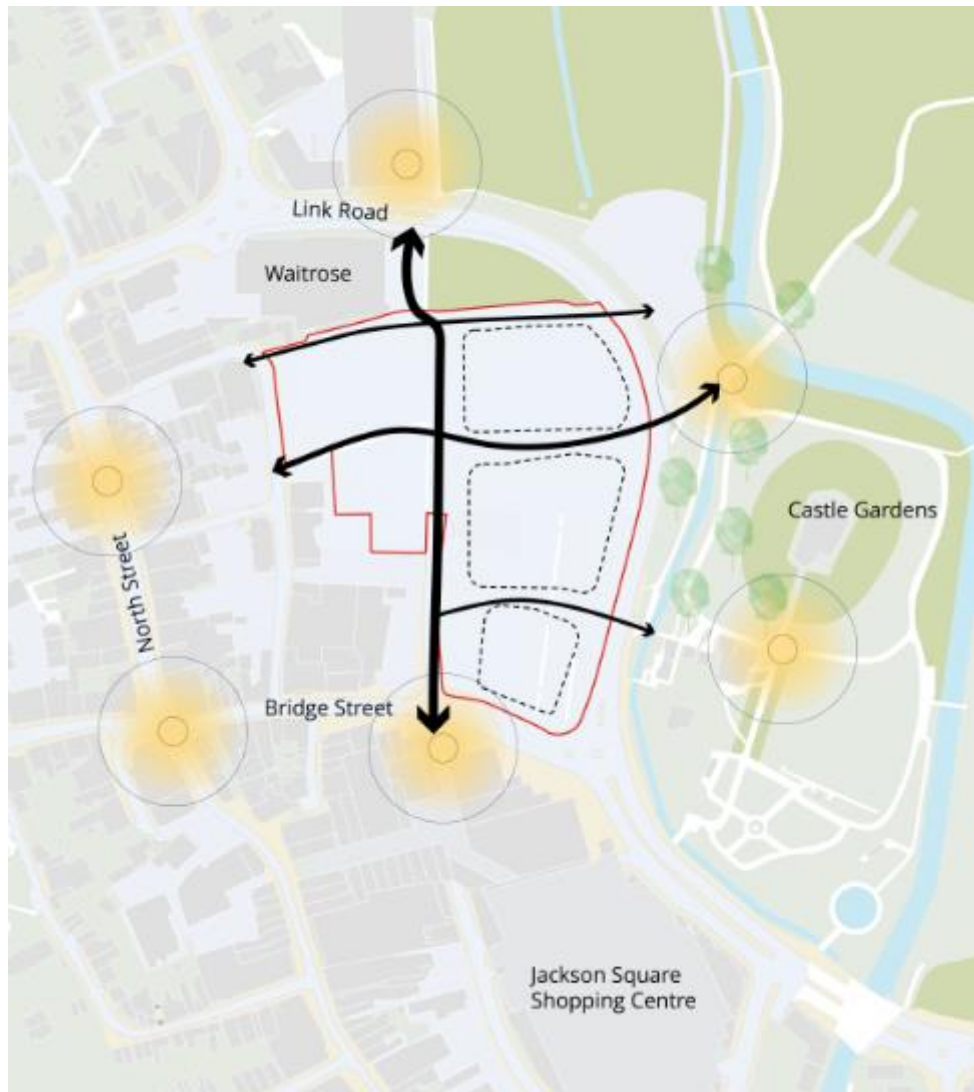 Link Road
Waitrose
Castle Gardens
North Street
Bridge Street
Jackson Square
Shopping Centre